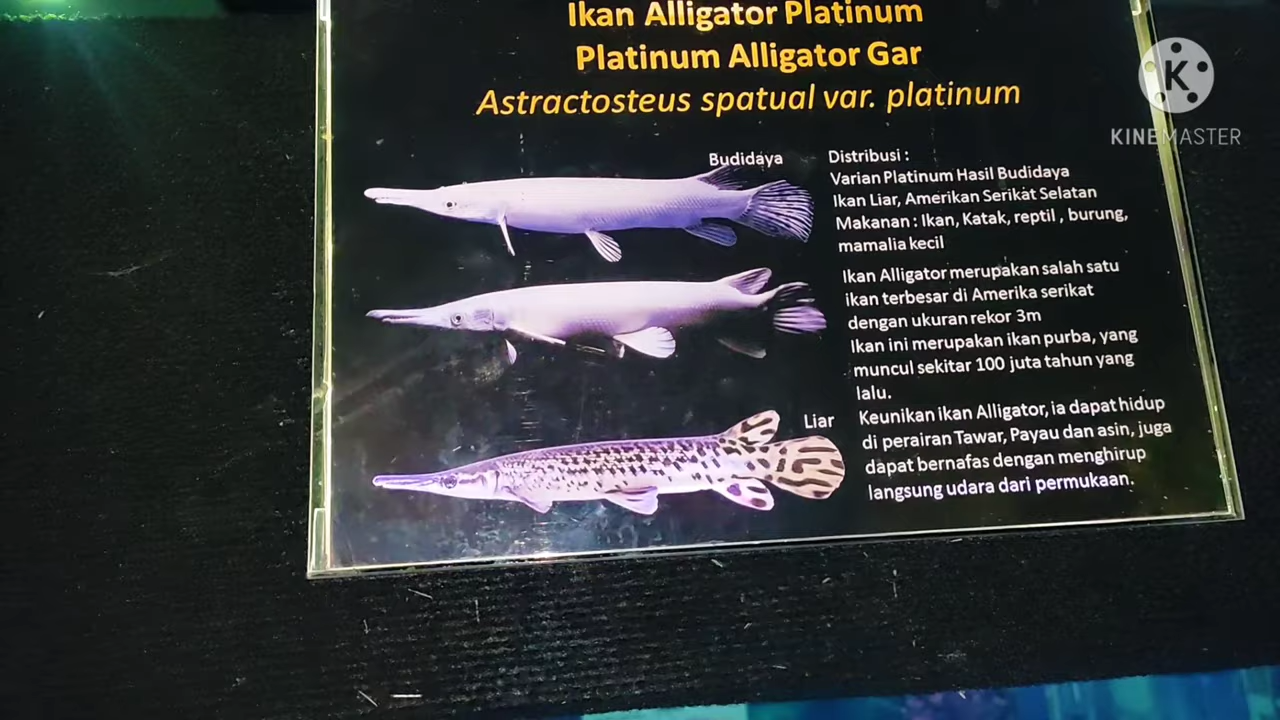 Ikan Alligator Platinum
Platinum Alligator Gar
Astractosteus spatual var. platinum
KINEMASTER
Budidaya
Distribusi :
Varian Platinum Hasil Budidaya
Ikan Liar, Amerikan Serikat Selatan
Makanan : Ikan, Katak, reptil , burung,
mamalia kecil
Ikan Alligator merupakan salah satu
ikan terbesar di Amerika serikat
dengan ukuran rekor 3m
Ikan ini merupakan ikan purba, yang
muncul sekitar 100 juta tahun yang
lalu.
Liar
Keunikan ikan Alligator, ia dapat hidup
di perairan Tawar, Payau dan asin, juga
dapat bernafas dengan menghirup
langsung udara dari permukaan.